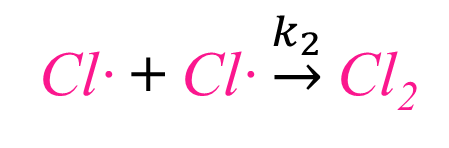 Cl· + Cl· →^{k₂} Cl₂